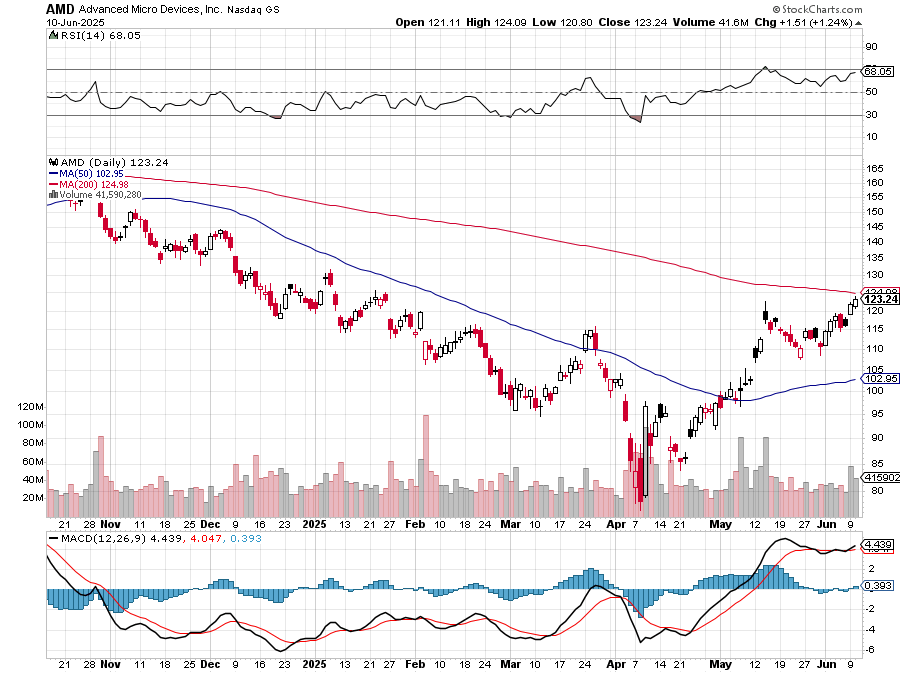 AMD Advanced Micro Devices, Inc. Nasdaq GS
© StockCharts.com
10-Jun-2025
Open 121.11 High 124.09 Low 120.80 Close 123.24 Volume 41.6M Chg +1.51 (+1.24%)
RSI(14) 68.05
90
68.05
50
30
10
AMD (Daily) 123.24
MA(50) 102.95
MA(200) 124.98
Volume 41,590,280
165
160
155
150
145
140
135
130
124.98
123.24
120
115
110
105
102.95
100
95
90
85
415902
80
120M
100M
80M
60M
40M
20M
21 28 Nov 11 18 25 Dec 9 16 23 2025 13 21 27 Feb 10 18 24 Mar 10 17 24 Apr 7 14 21 May 12 19 27 Jun 9
MACD(12,26,9) 4.439, 4.047, 0.393
4.439
2
0.393
-2
-4
-6
21 28 Nov 11 18 25 Dec 9 16 23 2025 13 21 27 Feb 10 18 24 Mar 10 17 24 Apr 7 14 21 May 12 19 27 Jun 9